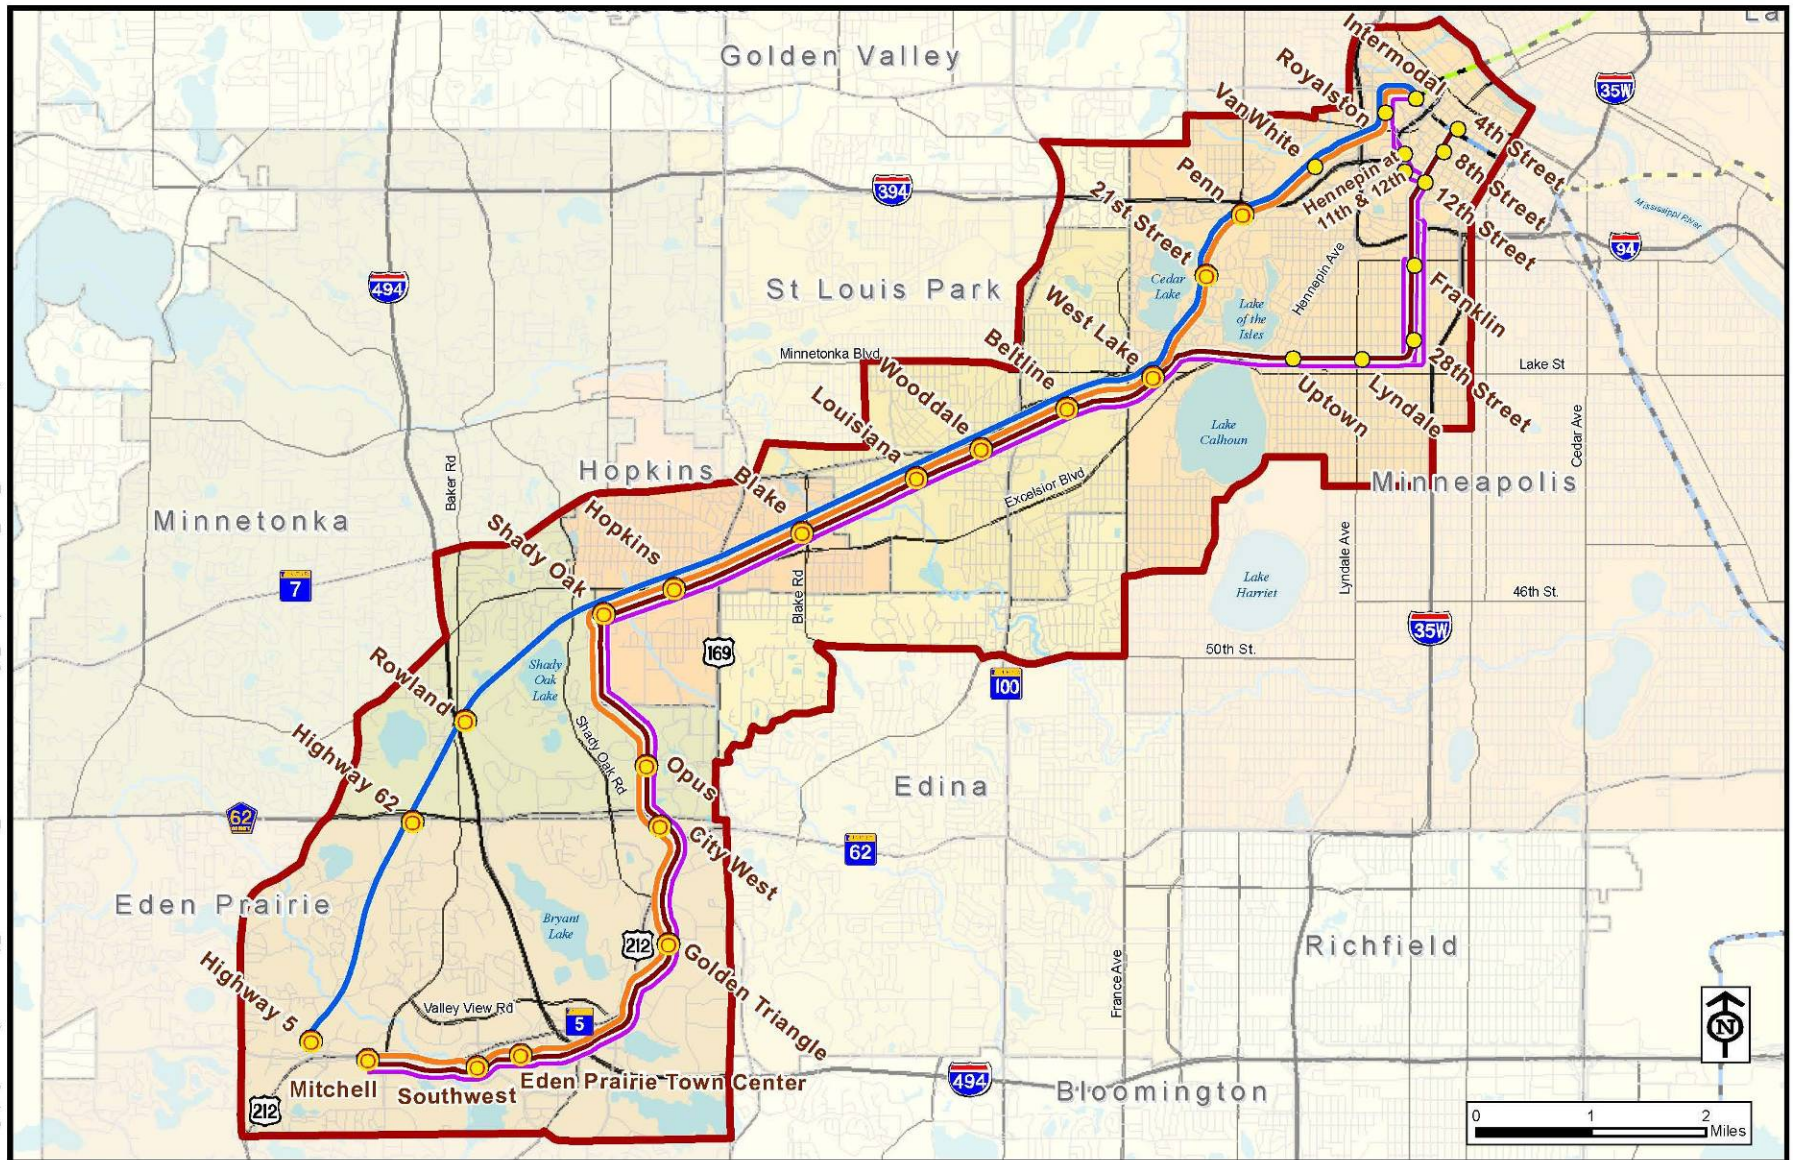 Golden Valley
La
Intermodal
Royalston
VanWhite
Penn
21st Street
West Lake
Beltline
Wooddale
Louisiana
Blake
Hopkins
Shady Oak
Rowland
Highway 62
Highway 5
Mitchell
Southwest
Eden Prairie Town Center
Golden Triangle
City West
Opus
4th Street
8th Street
12th Street
Hennepin at
11th & 12th
Franklin
28th Street
Lyndale
Uptown
35W
394
94
494
Mississippi River
St Louis Park
Cedar
Lake
Lake
of the
Isles
Hennepin Ave
Minnetonka Blvd
Lake St
Lake
Calhoun
Excelsior Blvd
Cedar Ave
Hopkins
Minneapolis
Minnetonka
Baker Rd
7
Blake Rd
Lake
Harriet
Lyndale Ave
46th St.
35W
50th St.
169
100
Shady
Oak
Lake
Shady Oak Rd
Edina
62
62
Eden Prairie
Bryant
Lake
212
Richfield
France Ave
Valley View Rd
5
494
Bloomington
212
N
0 1 2
Miles